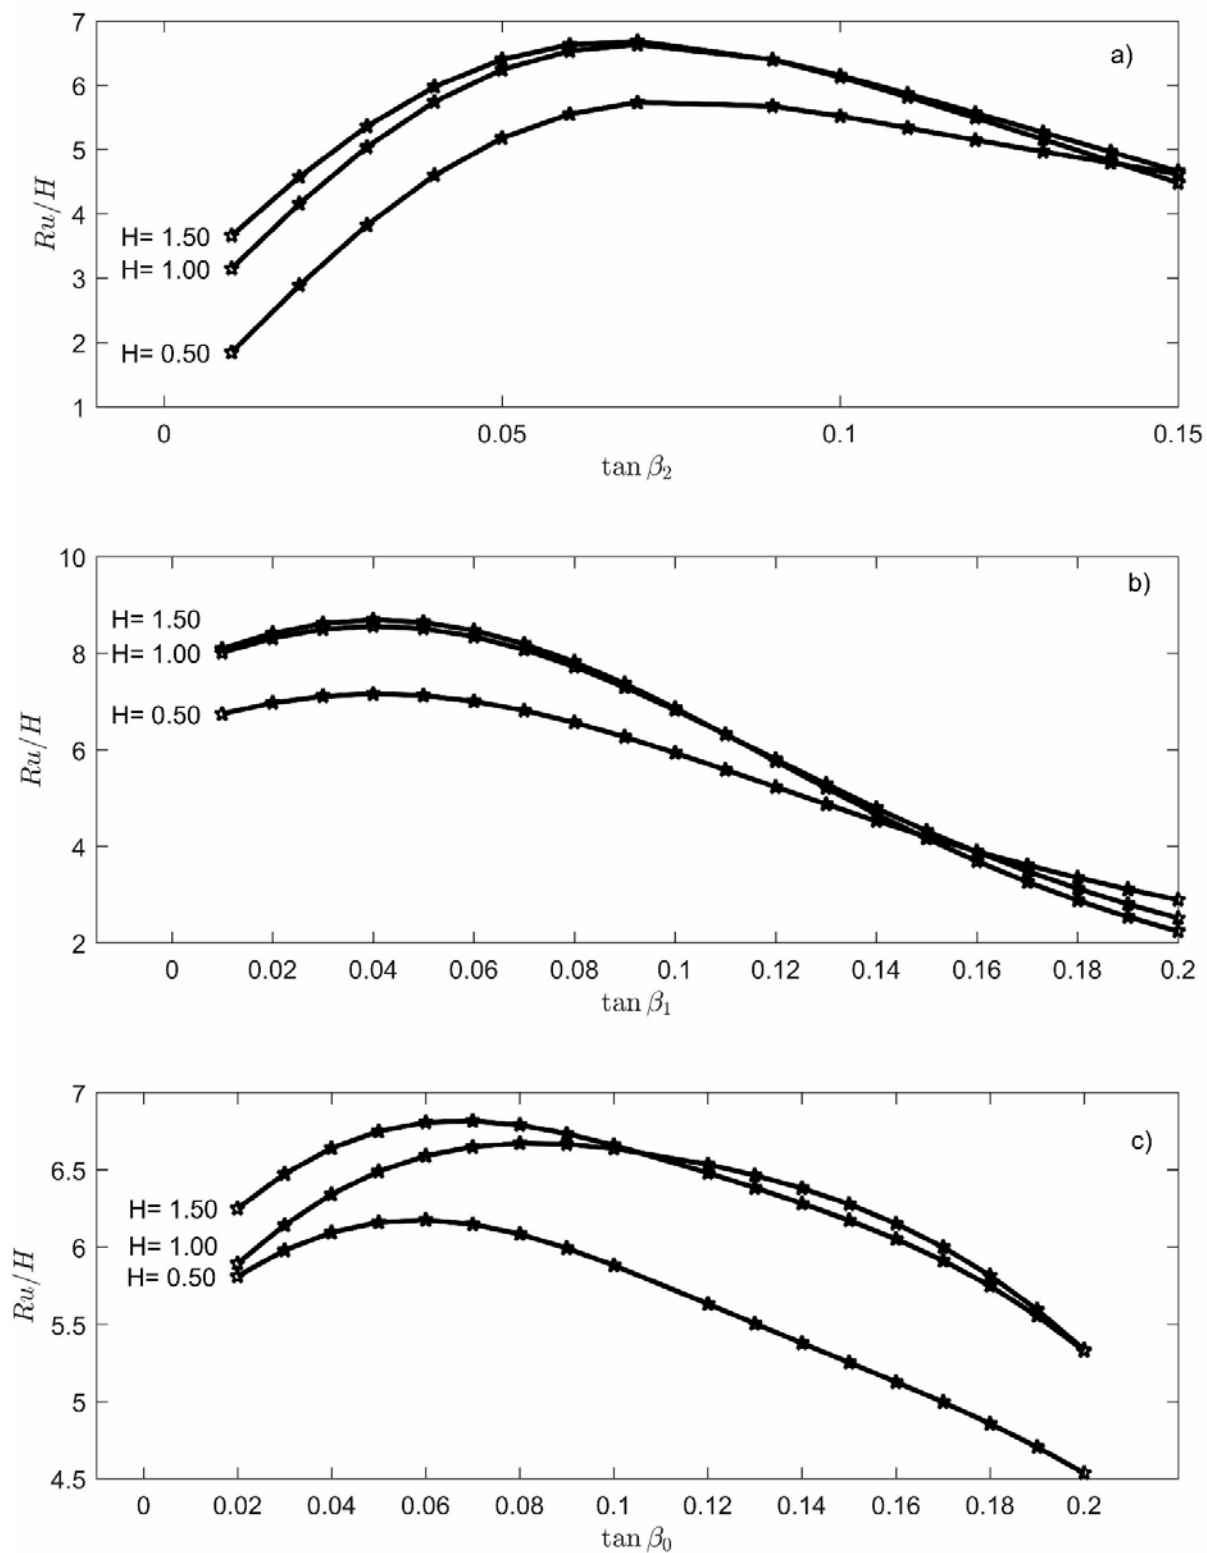 7
a)
6
5
Ru/H
4
H= 1.50
H= 1.00
3
2
H= 0.50
1
0 0.05 0.1 0.15
tan β₂
10
b)
H= 1.50
8
H= 1.00
H= 0.50
6
Ru/H
4
2
0 0.02 0.04 0.06 0.08 0.1 0.12 0.14 0.16 0.18 0.2
tan β₁
7
c)
6.5
H= 1.50
6
H= 1.00
H= 0.50
Ru/H
5.5
5
4.5
0 0.02 0.04 0.06 0.08 0.1 0.12 0.14 0.16 0.18 0.2
tan β₀